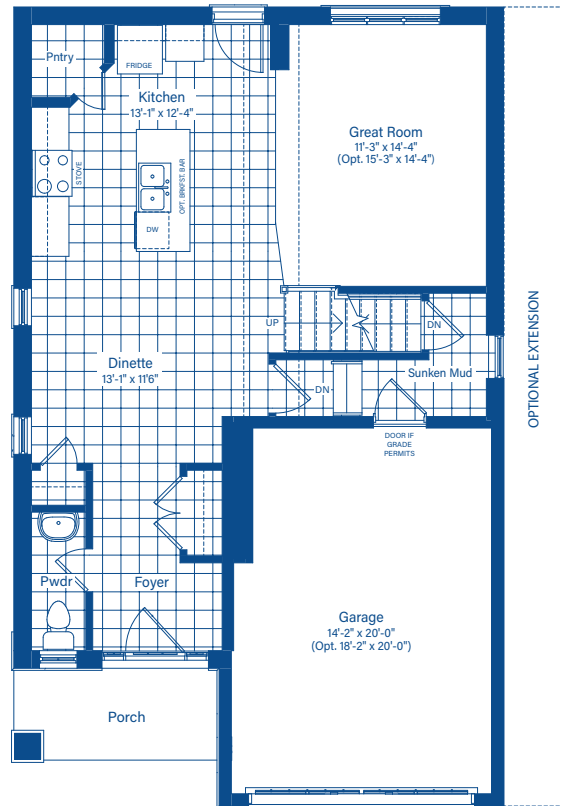 Pntry
FRIDGE
Kitchen
13'-1" x 12'-4"
STOVE
OPT. BRKFST. BAR
DW
Great Room
11'-3" x 14'-4"
(Opt. 15'-3" x 14'-4")
UP
DN
Sunken Mud
DN
Dinette
13'-1" x 11'6"
DOOR IF
GRADE
PERMITS
OPTIONAL EXTENSION
Pwdr
Foyer
Garage
14'-2" x 20'-0"
(Opt. 18'-2" x 20'-0")
Porch